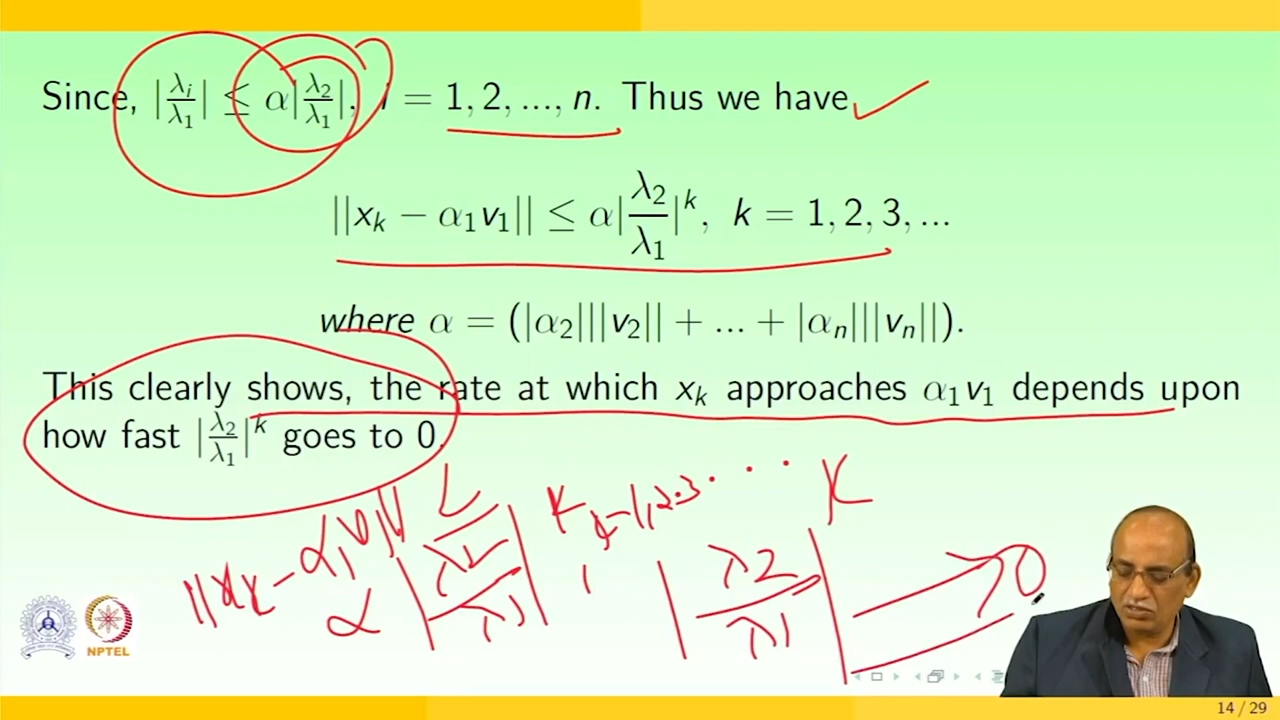 Since, |λᵢ/λ₁| ≤ α|λ₂/λ₁|, i = 1, 2, ..., n. Thus we have
||xₖ − α₁v₁|| ≤ α|λ₂/λ₁|ᵏ, k = 1, 2, 3, ...
where α = (|α₂|||v₂|| + ... + |αₙ|||vₙ||).
This clearly shows, the rate at which xₖ approaches α₁v₁ depends upon
how fast |λ₂/λ₁|ᵏ goes to 0.
||xₖ − α₁v₁|| ≤
α |λ₂/λ₁|ᵏ, k = 1, 2, 3 . . . .
|λ₂/λ₁|ᵏ → 0
NPTEL
14 / 29